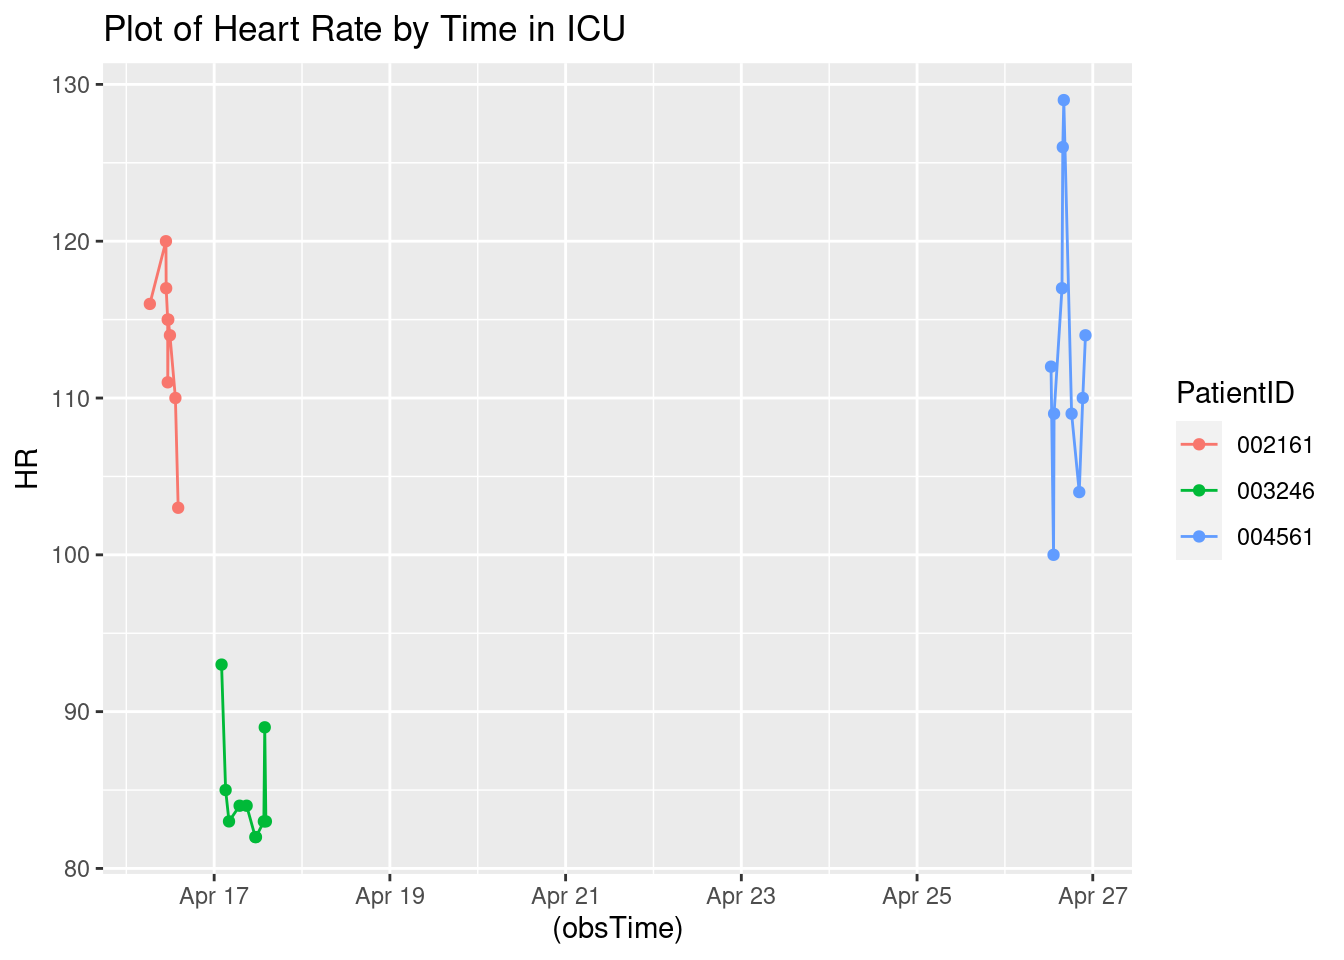 Plot of Heart Rate by Time in ICU
130
120
110
100
90
80
HR
Apr 17 Apr 19 Apr 21 Apr 23 Apr 25 Apr 27
(obsTime)
PatientID
002161
003246
004561